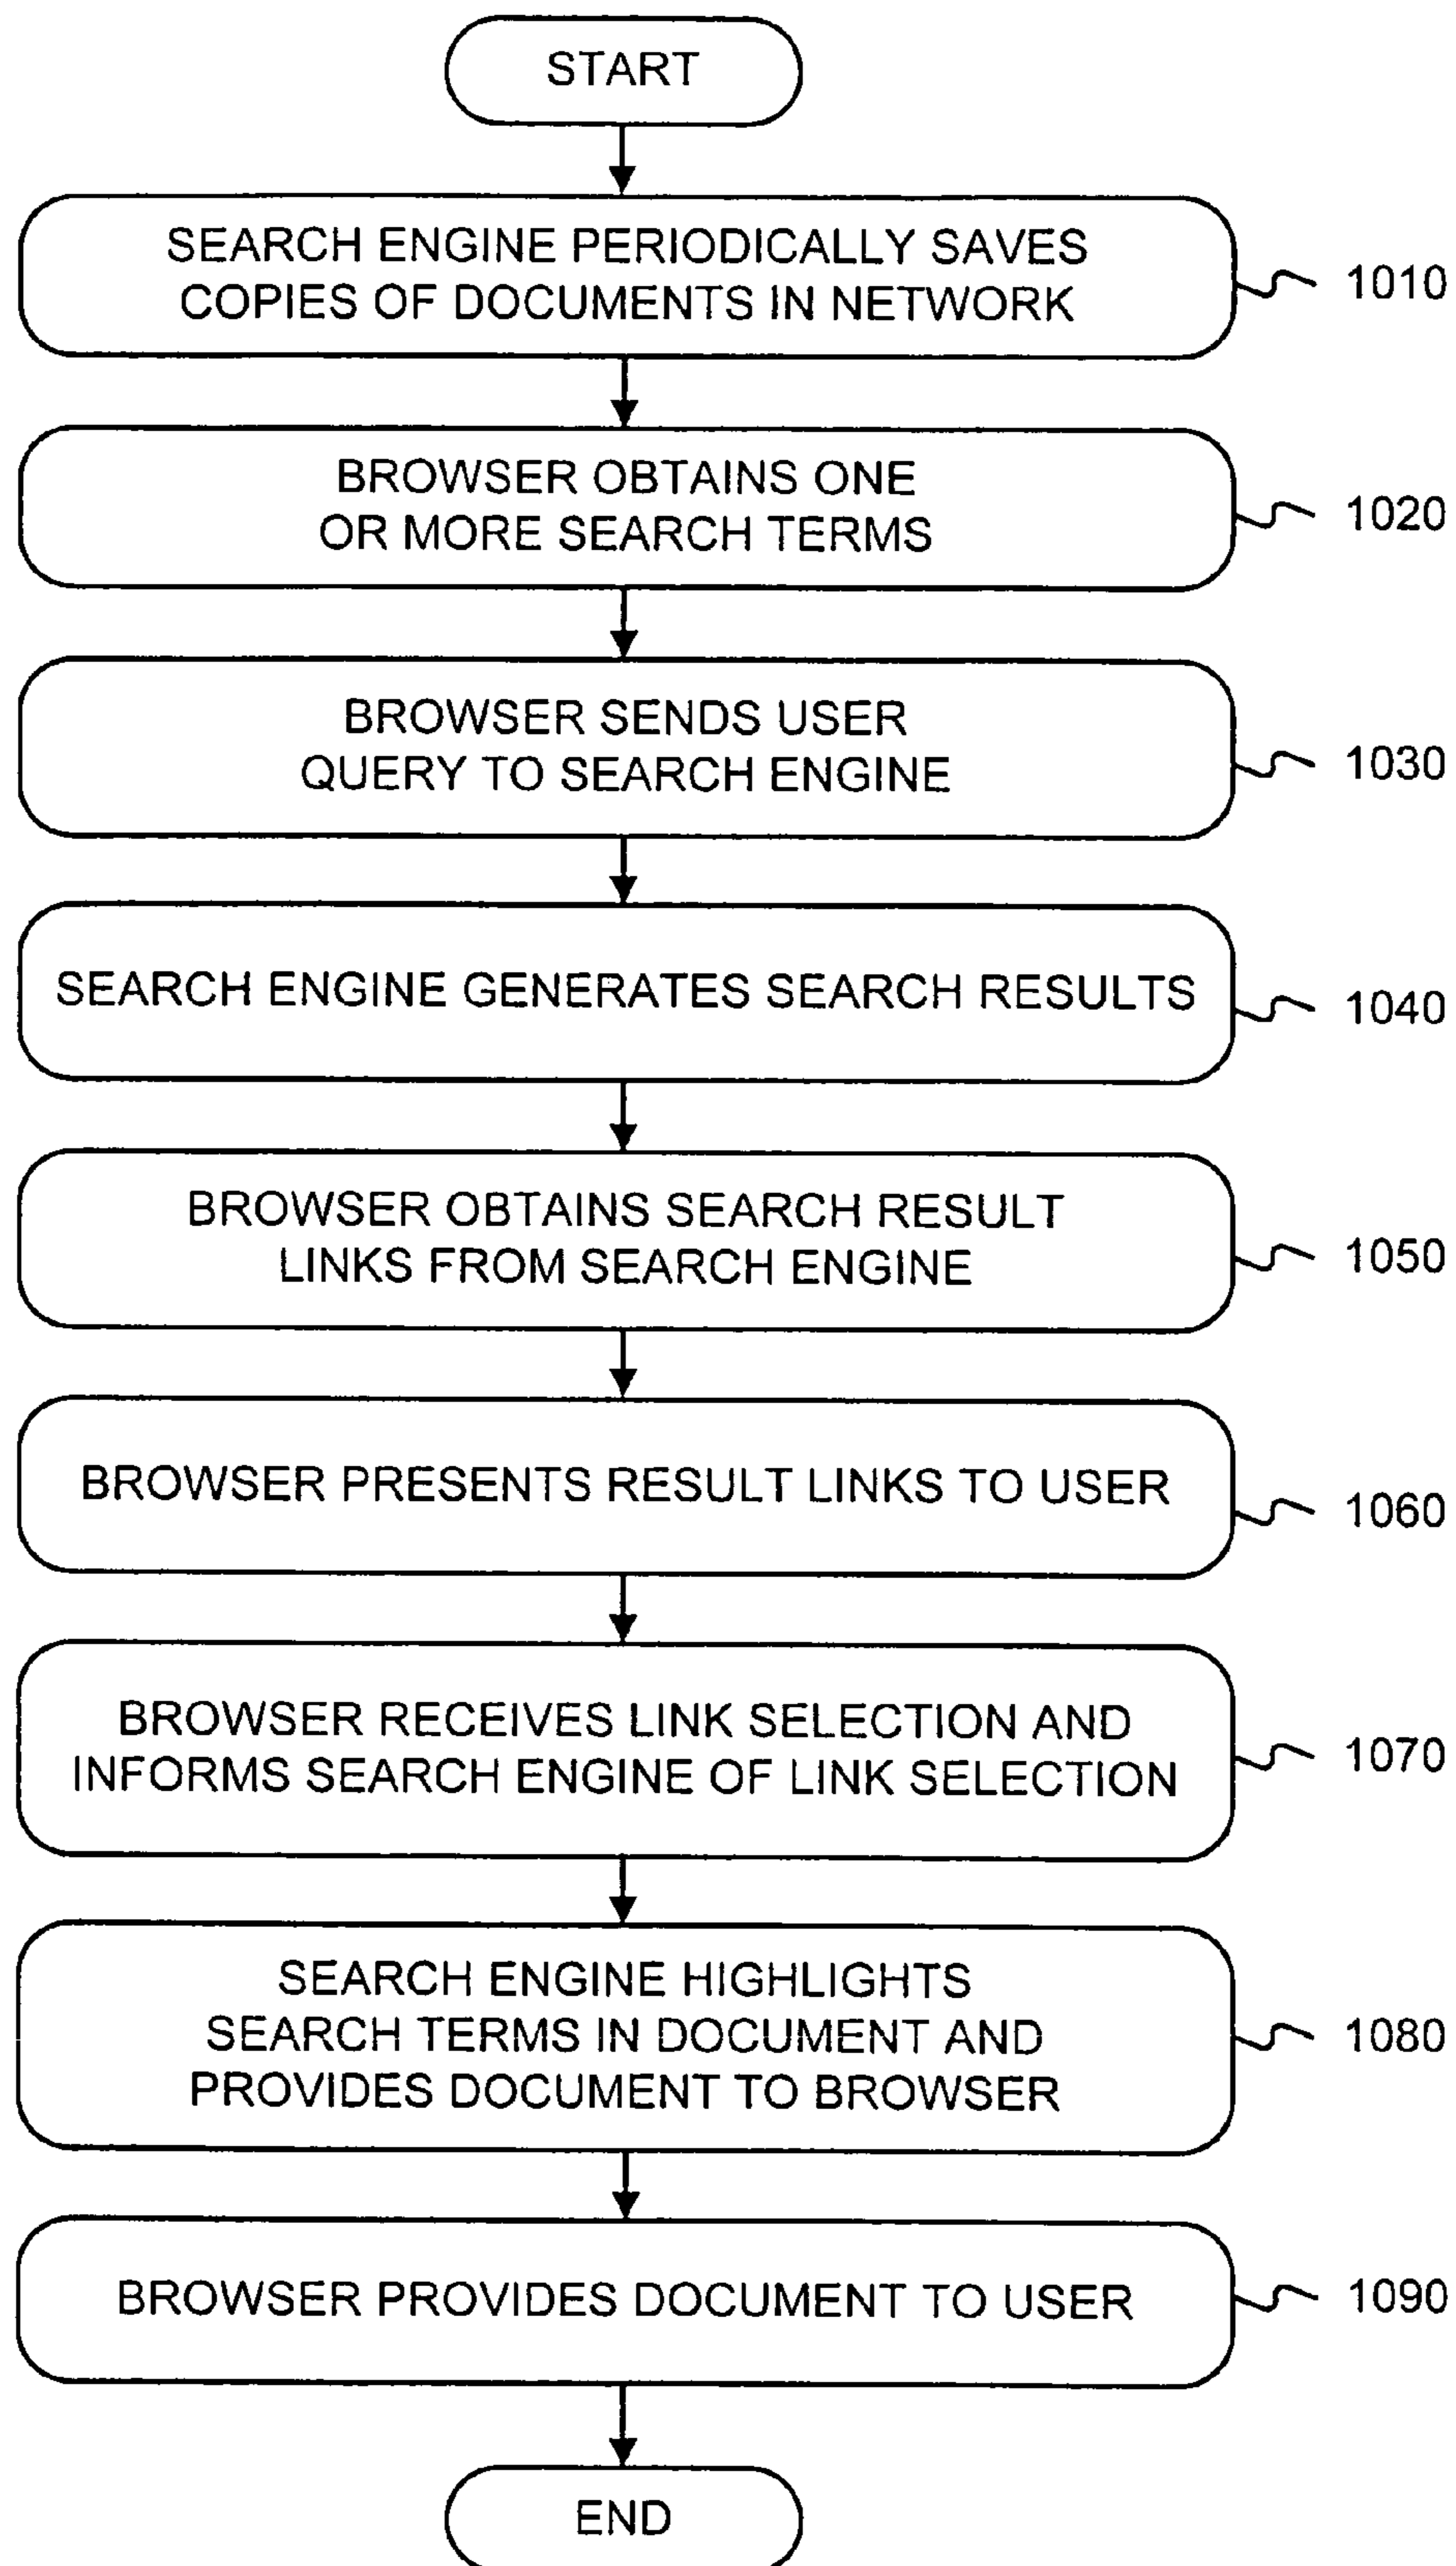 START
SEARCH ENGINE PERIODICALLY SAVES
COPIES OF DOCUMENTS IN NETWORK
1010
BROWSER OBTAINS ONE
OR MORE SEARCH TERMS
1020
BROWSER SENDS USER
QUERY TO SEARCH ENGINE
1030
SEARCH ENGINE GENERATES SEARCH RESULTS
1040
BROWSER OBTAINS SEARCH RESULT
LINKS FROM SEARCH ENGINE
1050
BROWSER PRESENTS RESULT LINKS TO USER
1060
BROWSER RECEIVES LINK SELECTION AND
INFORMS SEARCH ENGINE OF LINK SELECTION
1070
SEARCH ENGINE HIGHLIGHTS
SEARCH TERMS IN DOCUMENT AND
PROVIDES DOCUMENT TO BROWSER
1080
BROWSER PROVIDES DOCUMENT TO USER
1090
END